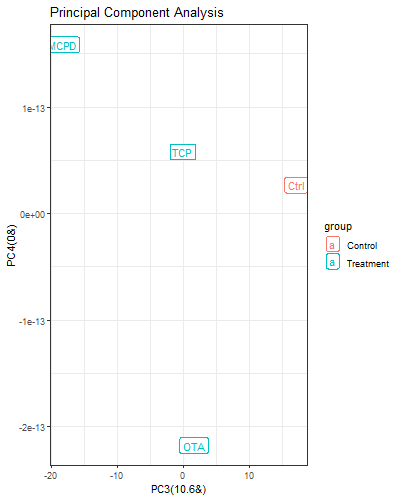 Principal Component Analysis
MCPD
1e-13
TCP
Ctrl
0e+00
-1e-13
-2e-13
OTA
PC4(0&)
-20
0
10
PC3(10.6&)
group
a Control
a Treatment